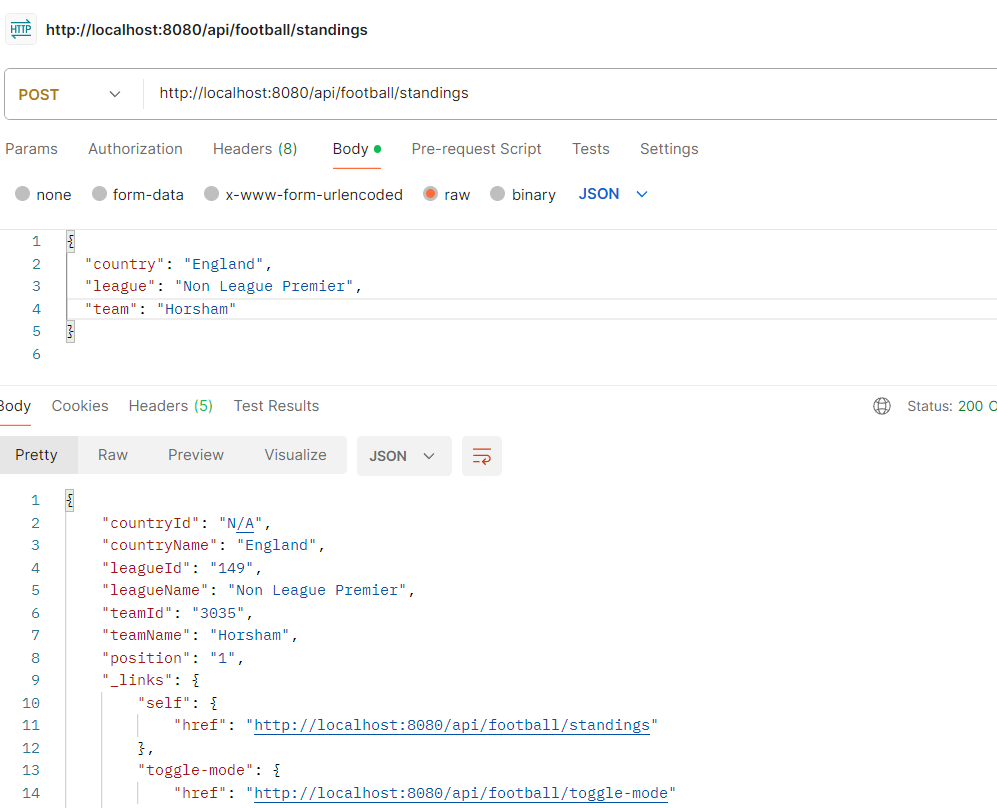 HTTP http://localhost:8080/api/football/standings
POST http://localhost:8080/api/football/standings
Params Authorization Headers (8) Body Pre-request Script Tests Settings
none form-data x-www-form-urlencoded raw binary JSON
1 {
2 "country": "England",
3 "league": "Non League Premier",
4 "team": "Horsham"
5 }
6
Body Cookies Headers (5) Test Results Status: 200
Pretty Raw Preview Visualize JSON
1 {
2 "countryId": "N/A",
3 "countryName": "England",
4 "leagueId": "149",
5 "leagueName": "Non League Premier",
6 "teamId": "3035",
7 "teamName": "Horsham",
8 "position": "1",
9 "_links": {
10 "self": {
11 "href": "http://localhost:8080/api/football/standings"
12 },
13 "toggle-mode": {
14 "href": "http://localhost:8080/api/football/toggle-mode"